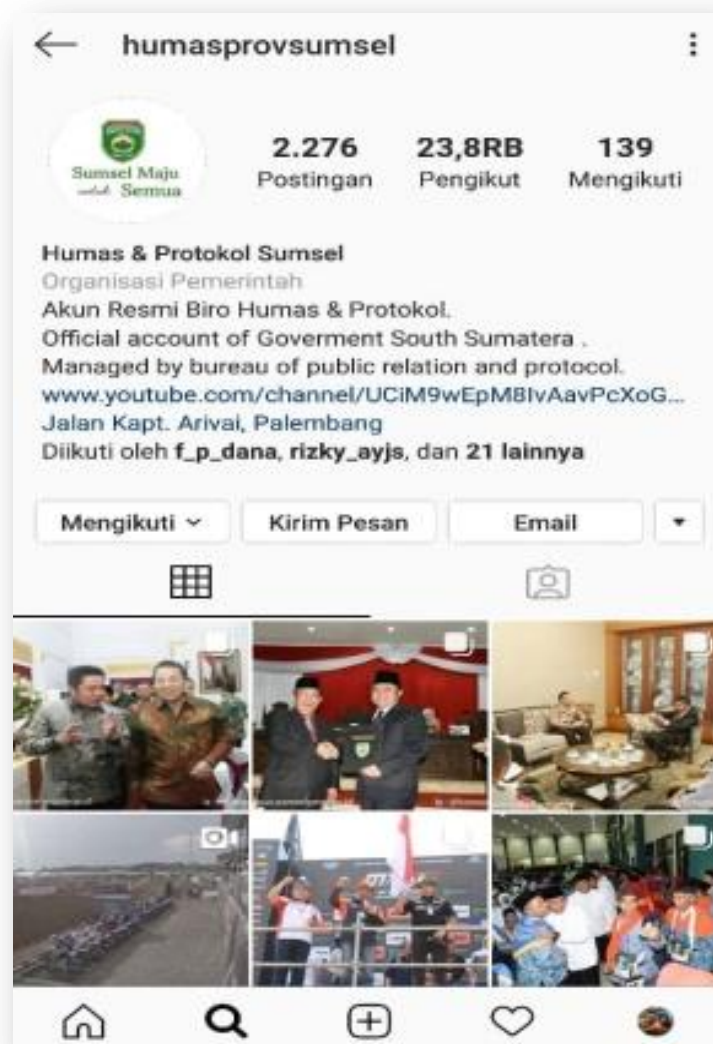 humasprovsumsel
Sumsel Maju
untuk Semua
2.276 23,8RB 139
Postingan Pengikut Mengikuti
Humas & Protokol Sumsel
Organisasi Pemerintah
Akun Resmi Biro Humas & Protokol.
Official account of Goverment South Sumatera .
Managed by bureau of public relation and protocol.
www.youtube.com/channel/UCiM9wEpM8IvAavPcXoG...
Jalan Kapt. Arivai, Palembang
Diikuti oleh f_p_dana, rizky_ayjs, dan 21 lainnya
Mengikuti Kirim Pesan Email